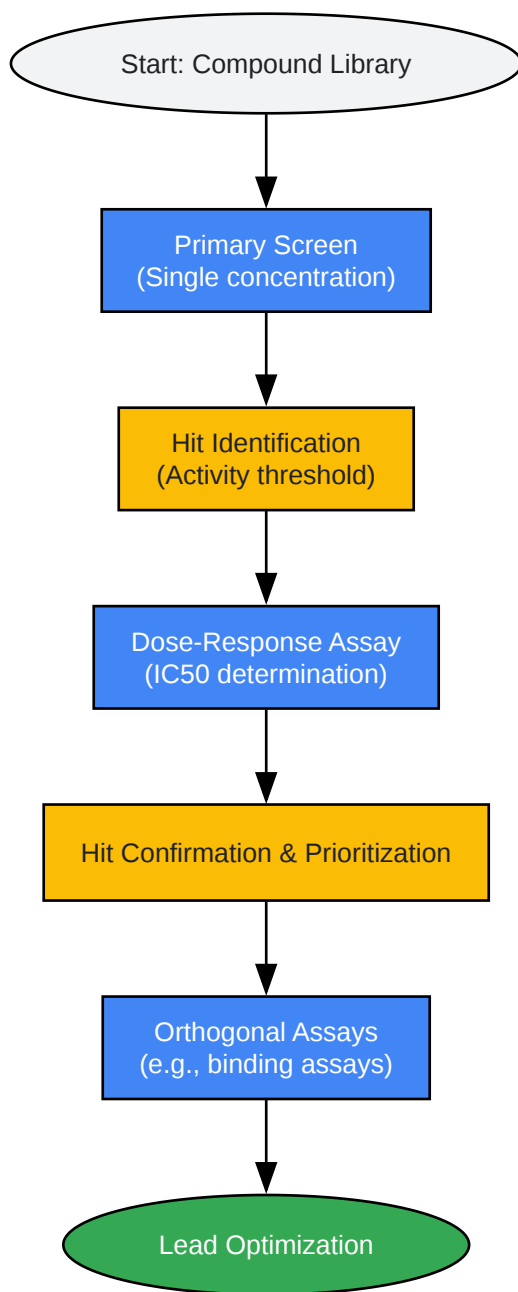 Start: Compound Library
Primary Screen
(Single concentration)
Hit Identification
(Activity threshold)
Dose-Response Assay
(IC50 determination)
Hit Confirmation & Prioritization
Orthogonal Assays
(e.g., binding assays)
Lead Optimization